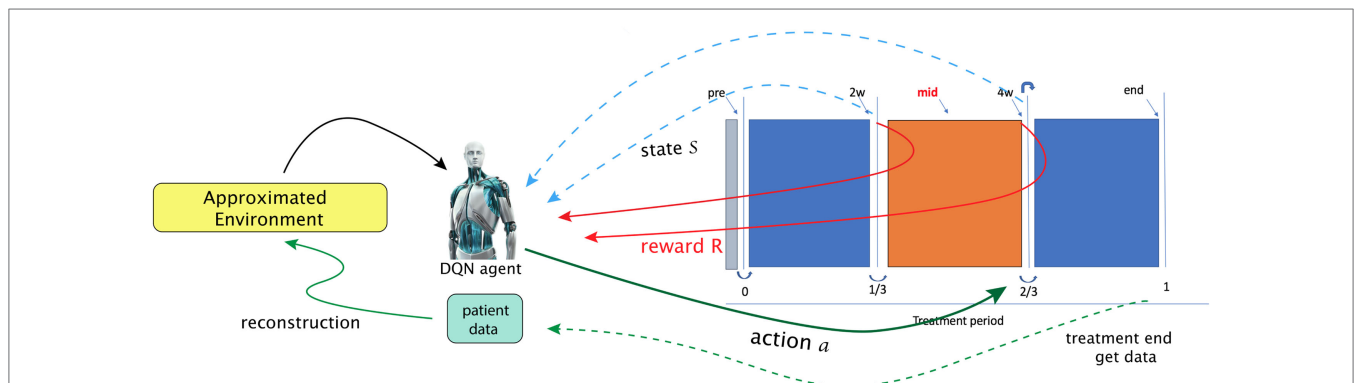 pre
2w
mid
4w
end
state S
Approximated
Environment
reward R
DQN agent
0
1/3
2/3
1
patient
data
reconstruction
Treatment period
action a
treatment end
get data